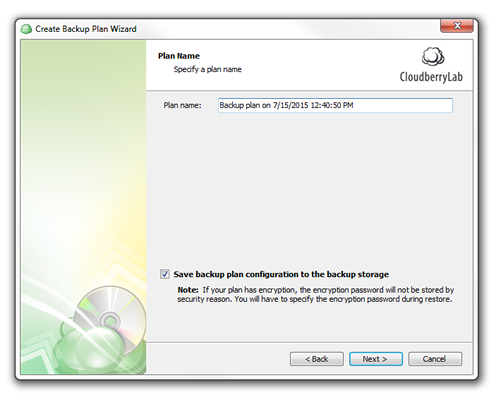 Create Backup Plan Wizard
Plan Name
Specify a plan name
CloudberryLab
Plan name: Backup plan on 7/15/2015 12:40:50 PM
Save backup plan configuration to the backup storage
Note: If your plan has encryption, the encryption password will not be stored by
security reason. You will have to specify the encryption password during restore.
< Back Next > Cancel